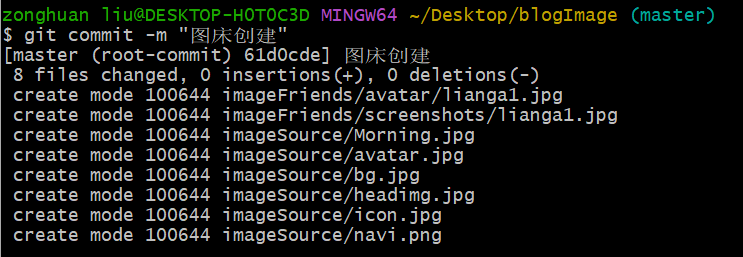 zonghuan liu@DESKTOP-H0T0C3D MINGW64 ~/Desktop/blogImage (master)
$ git commit -m "图床创建"
[master (root-commit) 61d0cde] 图床创建
 8 files changed, 0 insertions(+), 0 deletions(-)
 create mode 100644 imageFriends/avatar/lianga1.jpg
 create mode 100644 imageFriends/screenshots/lianga1.jpg
 create mode 100644 imageSource/Morning.jpg
 create mode 100644 imageSource/avatar.jpg
 create mode 100644 imageSource/bg.jpg
 create mode 100644 imageSource/headimg.jpg
 create mode 100644 imageSource/icon.jpg
 create mode 100644 imageSource/navi.png